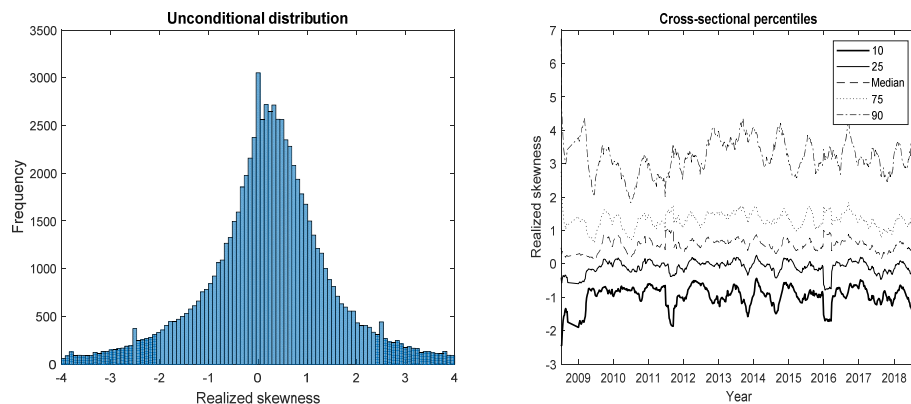 Unconditional distribution
Frequency
3500
3000
2500
2000
1500
1000
500
0
-4 -3 -2 -1 0 1 2 3 4
Realized skewness
Cross-sectional percentiles
Realized skewness
7
6
5
4
3
2
1
0
-1
-2
-3
10
25
Median
75
90
2009 2010 2011 2012 2013 2014 2015 2016 2017 2018
Year